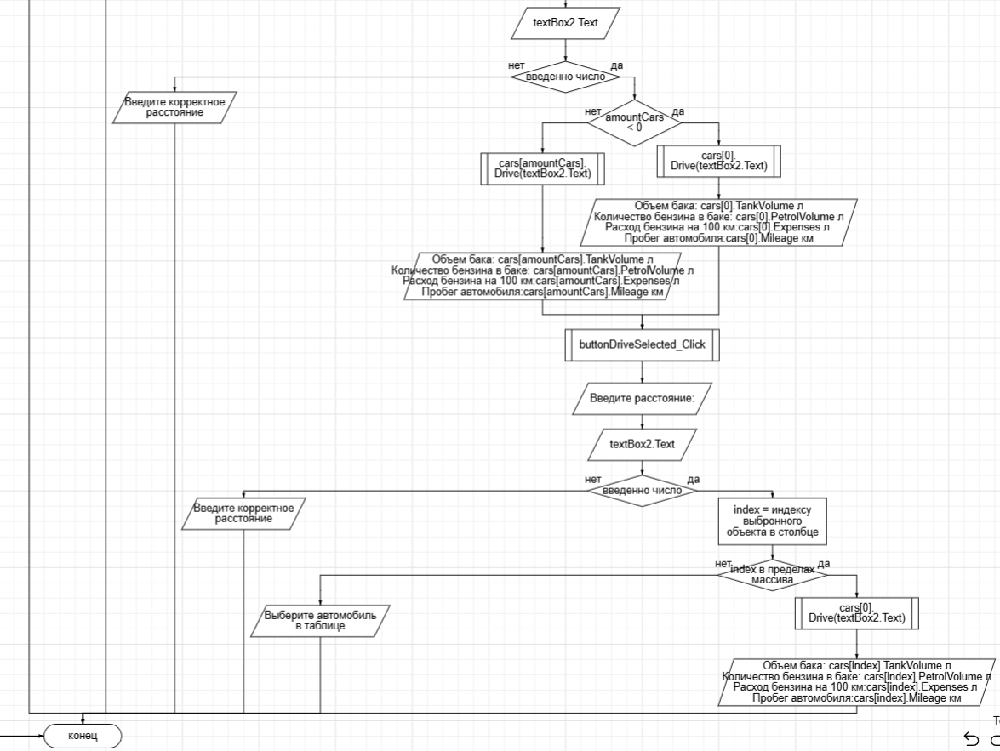 textBox2.Text
нет
да
введенно число
Введите корректное
расстояние
нет
да
amountCars
< 0
cars[amountCars].
Drive(textBox2.Text)
cars[0].
Drive(textBox2.Text)
Объем бака: cars[0].TankVolume л
Количество бензина в баке: cars[0].PetrolVolume л
Расход бензина на 100 км:cars[0].Expenses л
Пробег автомобиля:cars[0].Mileage км
Объем бака: cars[amountCars].TankVolume л
Количество бензина в баке: cars[amountCars].PetrolVolume л
Расход бензина на 100 км:cars[amountCars].Expenses л
Пробег автомобиля:cars[amountCars].Mileage км
buttonDriveSelected_Click
Введите расстояние:
textBox2.Text
нет
да
введенно число
Введите корректное
расстояние
index = индексу
выбронного
объекта в столбце
нет
да
index в пределах
массива
Выберите автомобиль
в таблице
cars[0].
Drive(textBox2.Text)
Объем бака: cars[index].TankVolume л
Количество бензина в баке: cars[index].PetrolVolume л
Расход бензина на 100 км:cars[index].Expenses л
Пробег автомобиля:cars[index].Mileage км
конец